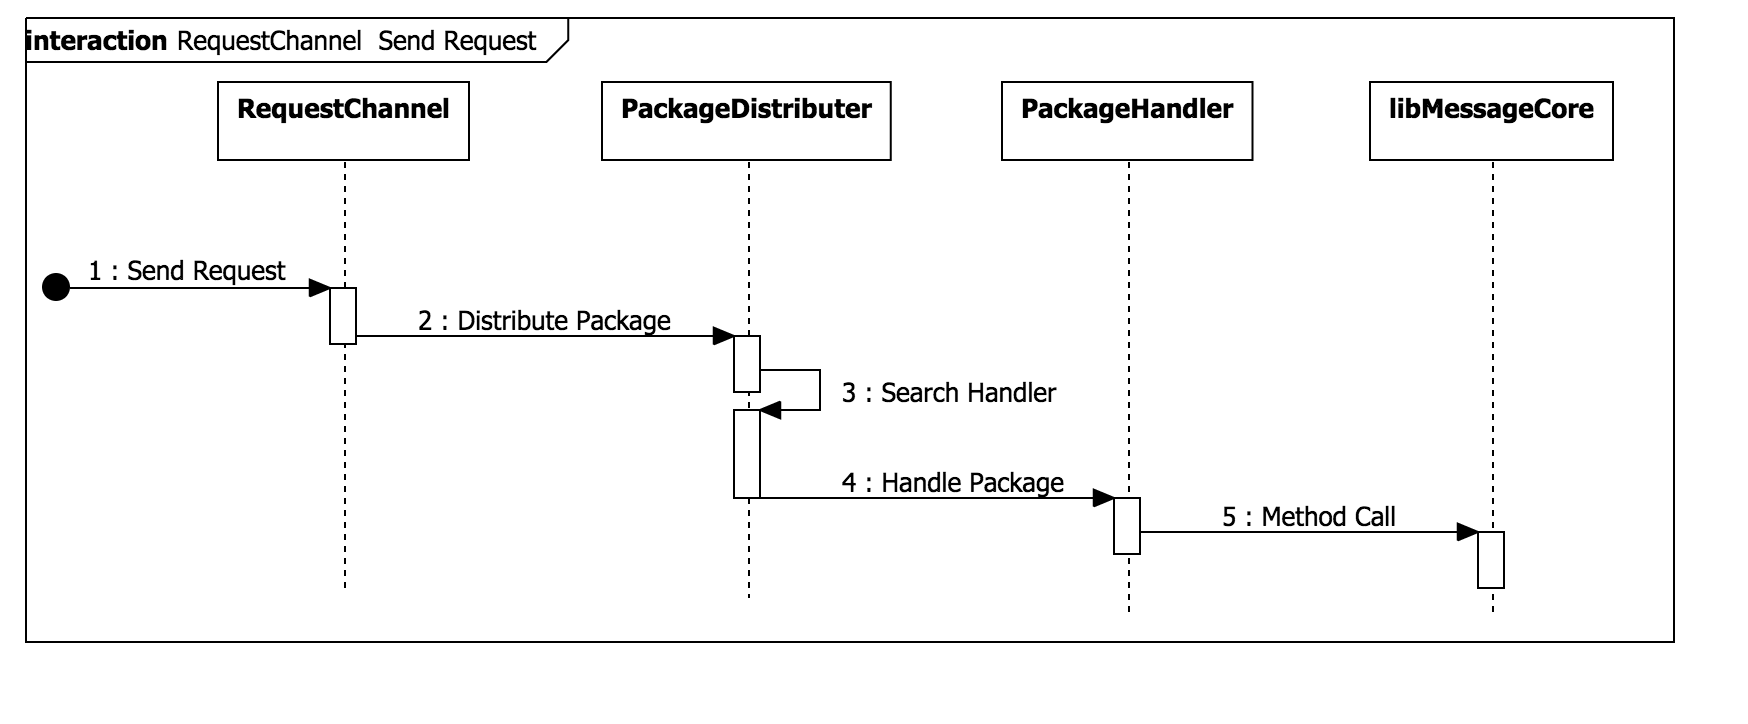 interaction RequestChannel  Send Request
RequestChannel
PackageDistributer
PackageHandler
libMessageCore
1 : Send Request
2 : Distribute Package
3 : Search Handler
4 : Handle Package
5 : Method Call